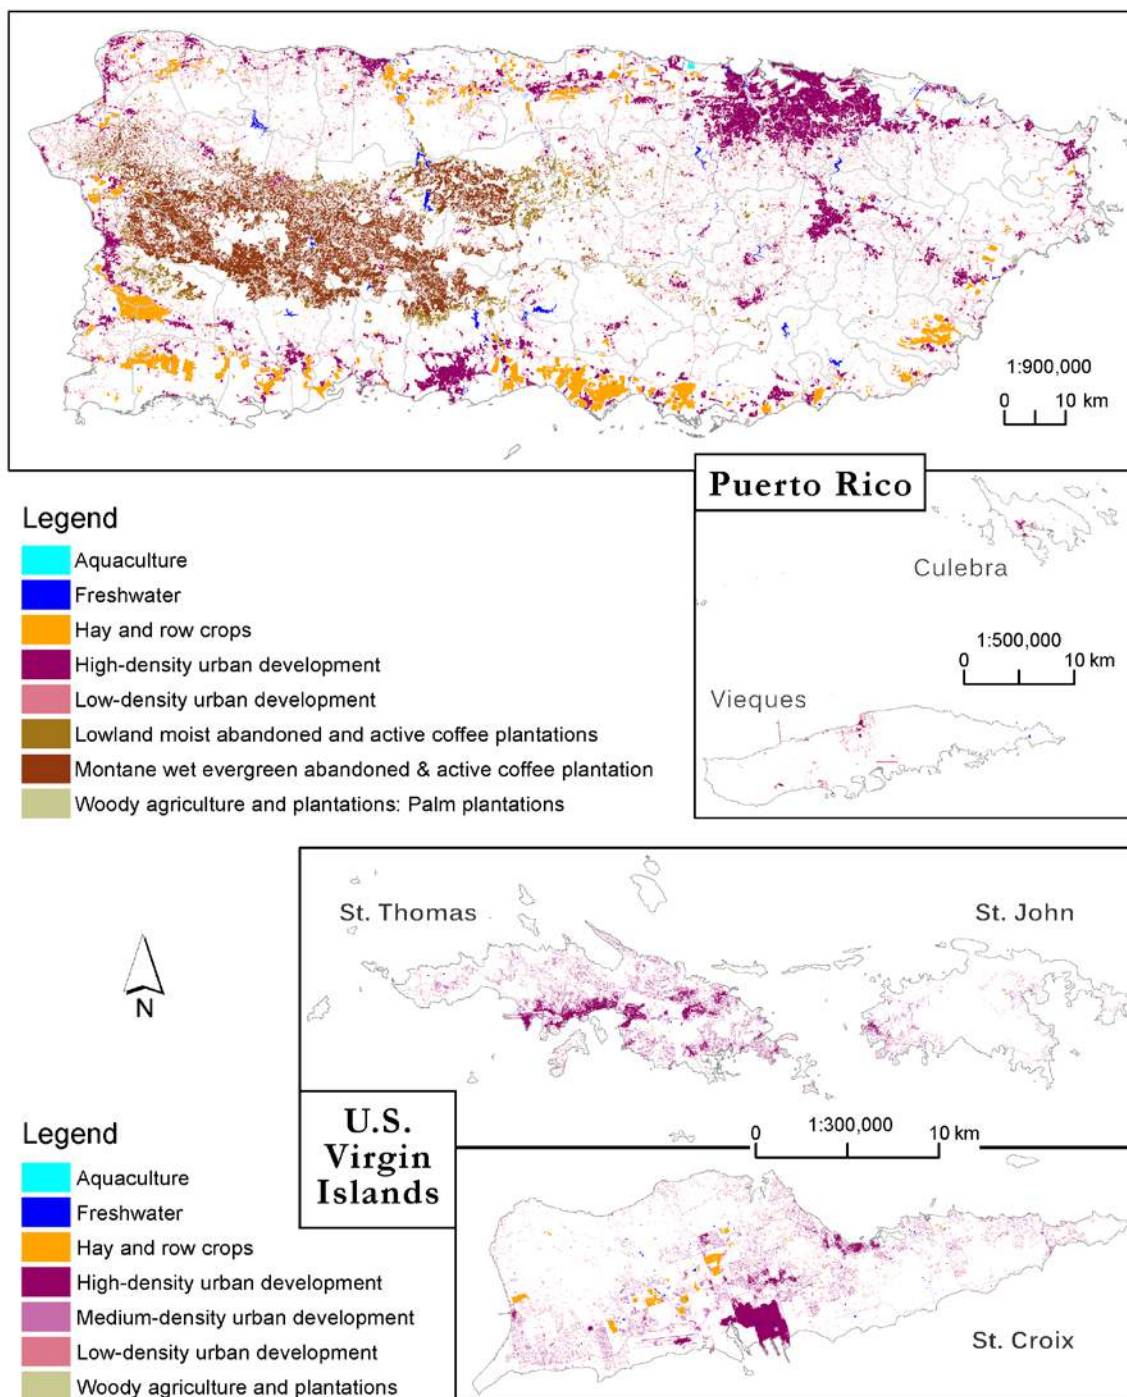 1:900,000
0 10 km
Puerto Rico
Legend
Aquaculture
Freshwater
Hay and row crops
High-density urban development
Low-density urban development
Lowland moist abandoned and active coffee plantations
Montane wet evergreen abandoned & active coffee plantation
Woody agriculture and plantations: Palm plantations
Culebra
1:500,000
0 10 km
Vieques
St. Thomas
St. John
N
U.S.
Virgin
Islands
1:300,000
0 10 km
Legend
Aquaculture
Freshwater
Hay and row crops
High-density urban development
Medium-density urban development
Low-density urban development
Woody agriculture and plantations
St. Croix